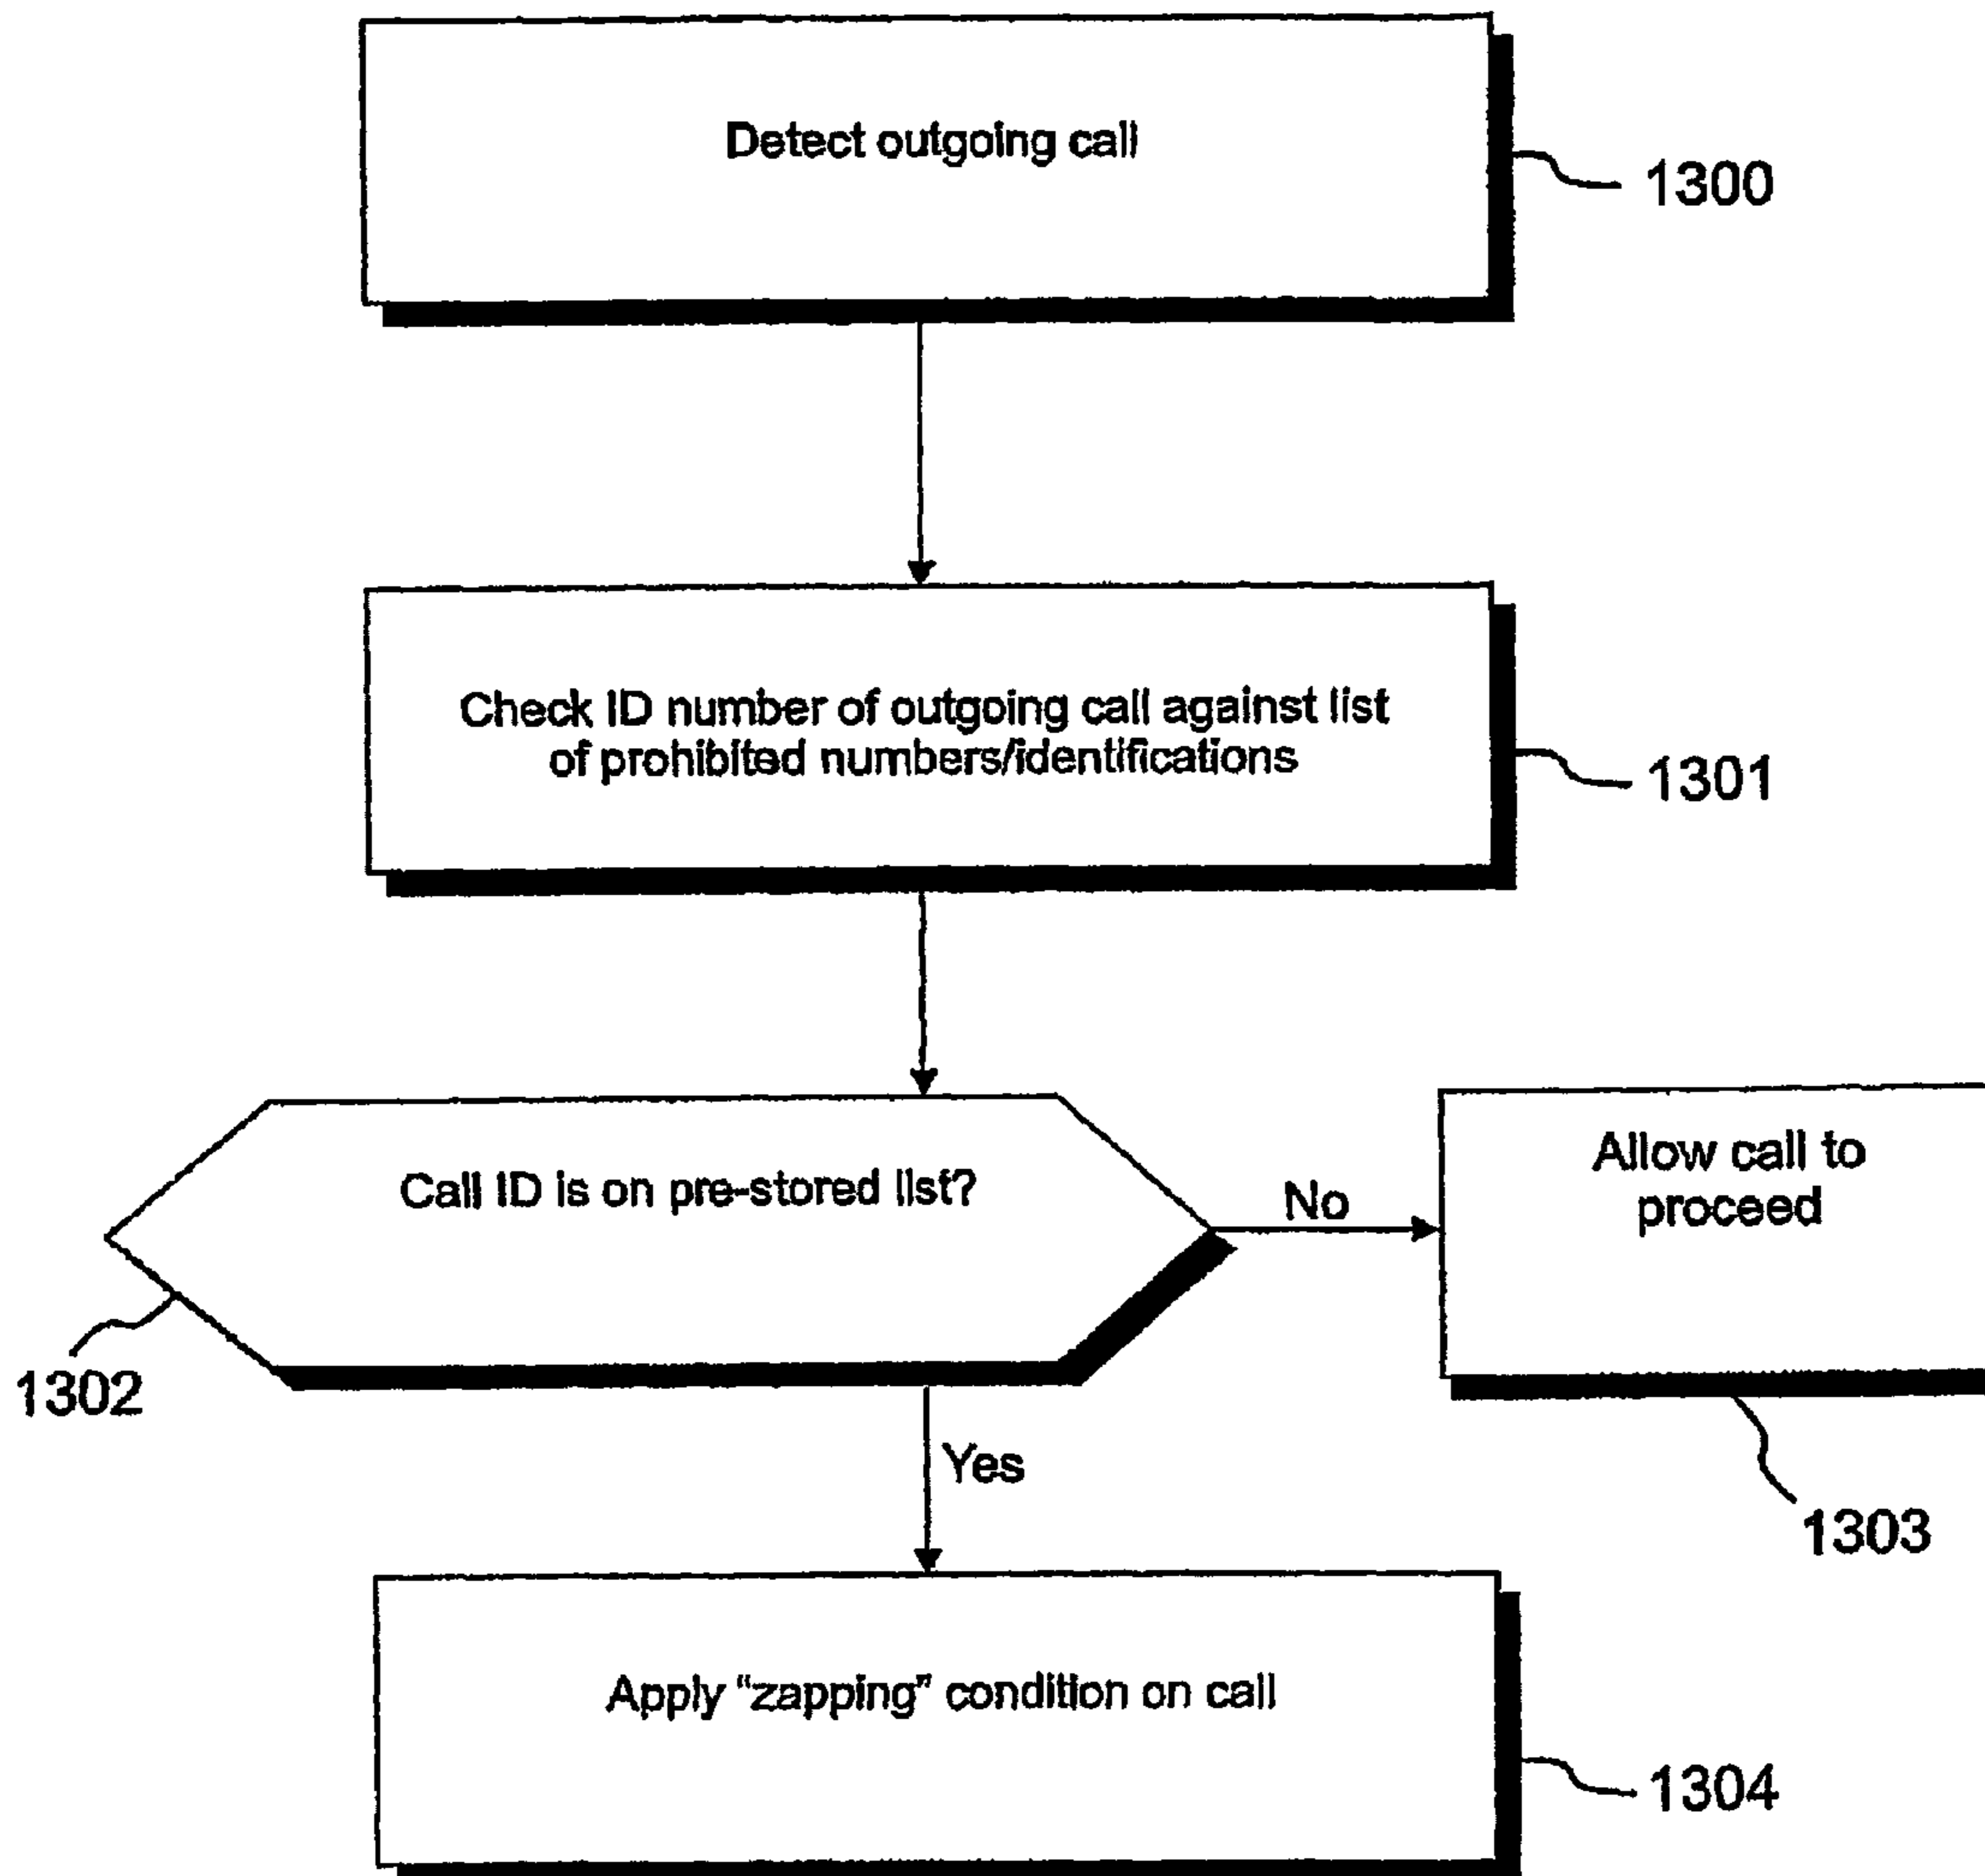 Detect outgoing call
1300
Check ID number of outgoing call against list
of prohibited numbers/identifications
1301
Call ID is on pre-stored list?
No
Allow call to
proceed
1302
Yes
1303
Apply “zapping” condition on call
1304